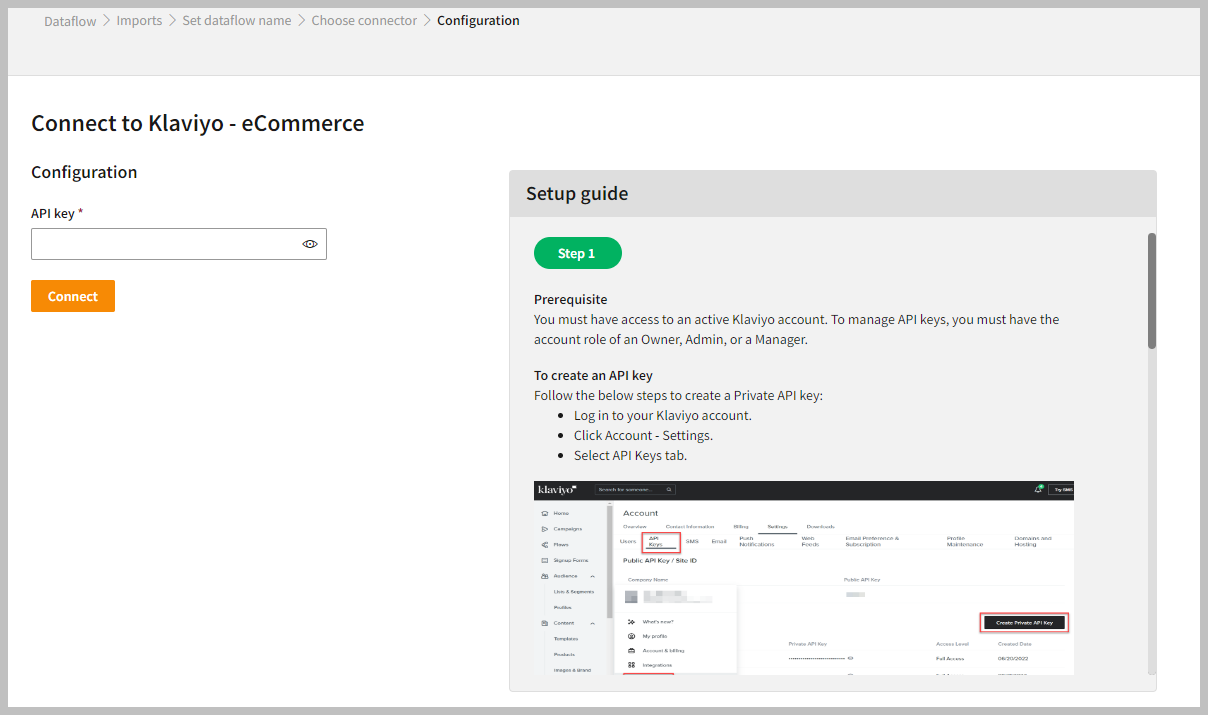 Dataflow > Imports > Set dataflow name > Choose connector > Configuration
Connect to Klaviyo - eCommerce
Configuration
API key *
Connect
Setup guide
Step 1
Prerequisite
You must have access to an active Klaviyo account. To manage API keys, you must have the
account role of an Owner, Admin, or a Manager.
To create an API key
Follow the below steps to create a Private API key:
• Log in to your Klaviyo account.
• Click Account - Settings.
• Select API Keys tab.
klaviyo
Search for someone...
Try SMS
Home
Campaigns
Flows
Signup Forms
Audience
Lists & Segments
Profiles
Content
Templates
Products
Images & Brand
Account
Overview Contact Information Billing Settings Downloads
Users API Keys SMS Email Push Notifications Web Feeds Email Preference & Subscription Profile Maintenance Domains and Hosting
Public API Key / Site ID
Company Name Public API Key
What's new?
My profile
Account & billing
Integrations
Create Private API Key
Private API Key Access Level Created Date
Full Access 06/20/2022